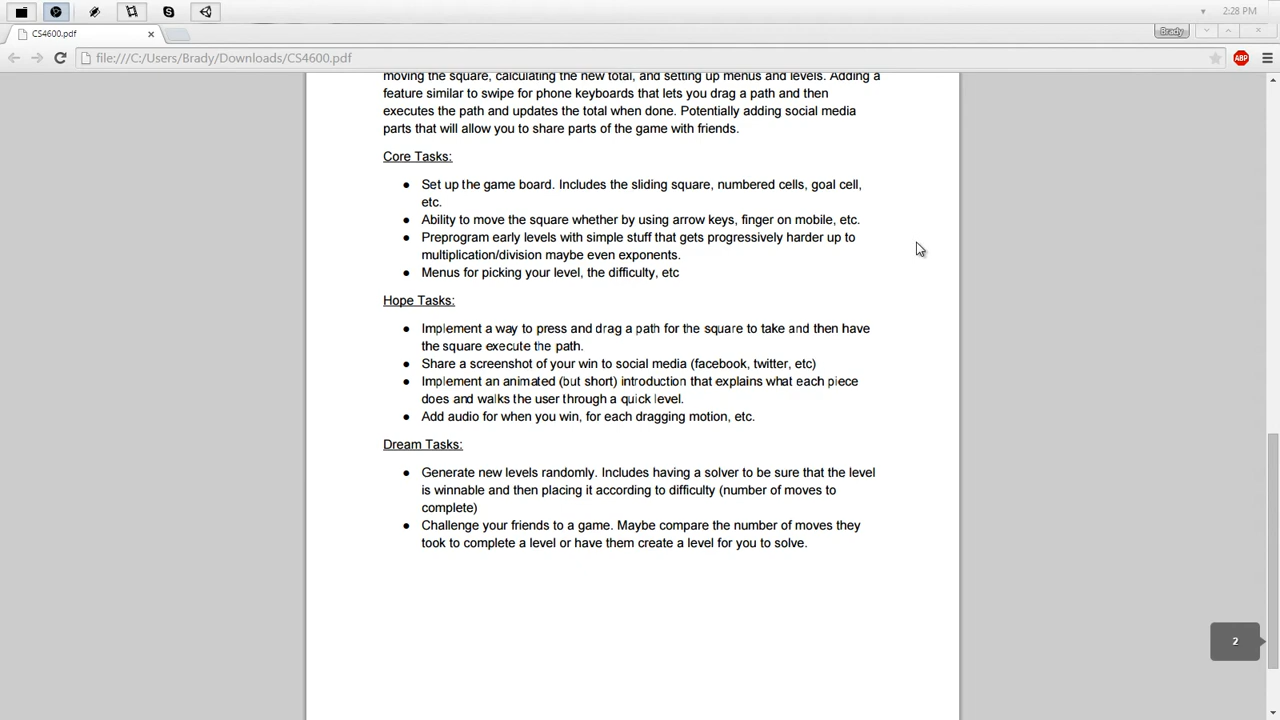 2:28 PM
CS4600.pdf
Brady
file:///C:/Users/Brady/Downloads/CS4600.pdf
ABP
moving the square, calculating the new total, and setting up menus and levels. Adding a
feature similar to swipe for phone keyboards that lets you drag a path and then
executes the path and updates the total when done. Potentially adding social media
parts that will allow you to share parts of the game with friends.
Core Tasks:
● Set up the game board. Includes the sliding square, numbered cells, goal cell,
etc.
● Ability to move the square whether by using arrow keys, finger on mobile, etc.
● Preprogram early levels with simple stuff that gets progressively harder up to
multiplication/division maybe even exponents.
● Menus for picking your level, the difficulty, etc
Hope Tasks:
● Implement a way to press and drag a path for the square to take and then have
the square execute the path.
● Share a screenshot of your win to social media (facebook, twitter, etc)
● Implement an animated (but short) introduction that explains what each piece
does and walks the user through a quick level.
● Add audio for when you win, for each dragging motion, etc.
Dream Tasks:
● Generate new levels randomly. Includes having a solver to be sure that the level
is winnable and then placing it according to difficulty (number of moves to
complete)
● Challenge your friends to a game. Maybe compare the number of moves they
took to complete a level or have them create a level for you to solve.
2